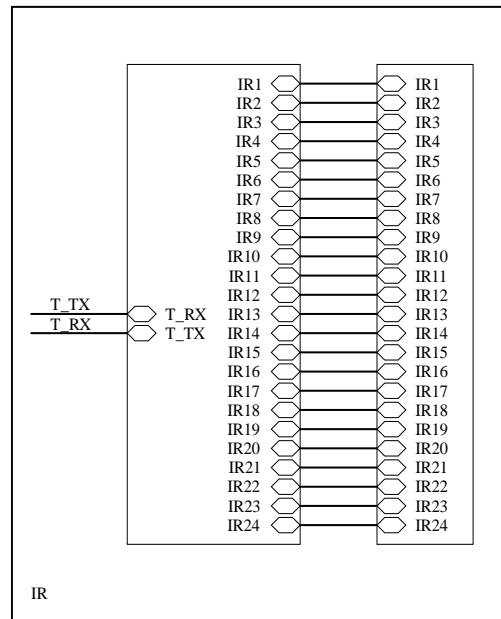 IR1 IR1
IR2 IR2
IR3 IR3
IR4 IR4
IR5 IR5
IR6 IR6
IR7 IR7
IR8 IR8
IR9 IR9
IR10 IR10
IR11 IR11
IR12 IR12
T_TX T_RX IR13 IR13
T_RX T_TX IR14 IR14
IR15 IR15
IR16 IR16
IR17 IR17
IR18 IR18
IR19 IR19
IR20 IR20
IR21 IR21
IR22 IR22
IR23 IR23
IR24 IR24
IR